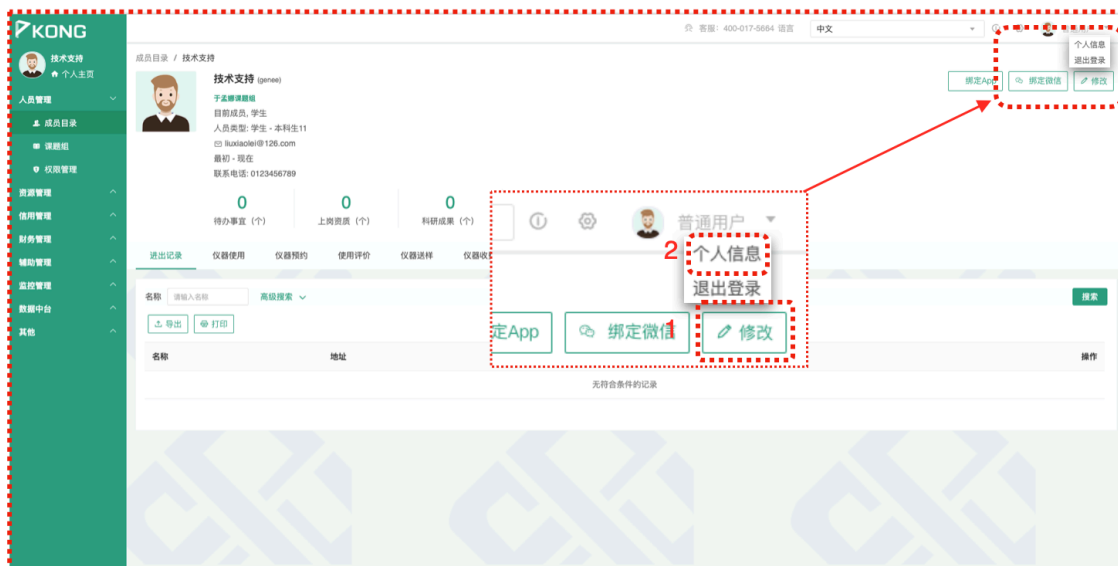 KONG
客服：400-017-5664 语言 中文
个人信息
退出登录
技术支持
个人主页
成员目录 / 技术支持
绑定App 绑定微信 修改
人员管理
成员目录
课题组
权限管理
资源管理
信用管理
财务管理
辅助管理
监控管理
数据中台
其他
技术支持 (genee)
于孟娜课题组
目前成员, 学生
人员类型: 学生 - 本科生11
liuxiaolei@126.com
最初 - 现在
联系电话: 0123456789
0 0 0
待办事宜（个） 上岗资质（个） 科研成果（个）
进出记录 仪器使用 仪器预约 使用评价 仪器送样 仪器收
普通用户
2 个人信息
退出登录
定App 绑定微信 1 修改
名称 请输入名称 高级搜索 搜索
导出 打印
名称 地址 操作
无符合条件的记录